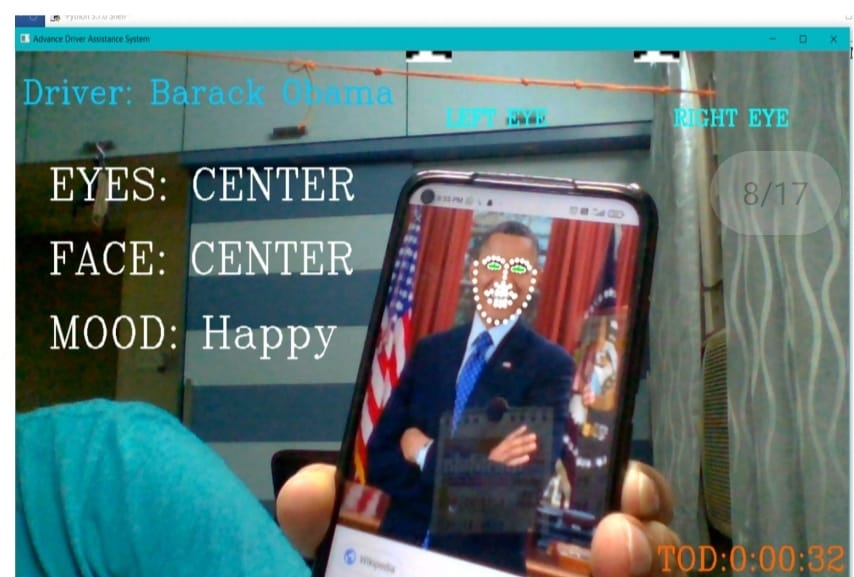 Python 3.7.0 Shell
Advance Driver Assistance System
Driver: Barack Obama
LEFT EYE
RIGHT EYE
EYES: CENTER
8/17
FACE: CENTER
MOOD: Happy
Wikipedia
TOD:0:00:32